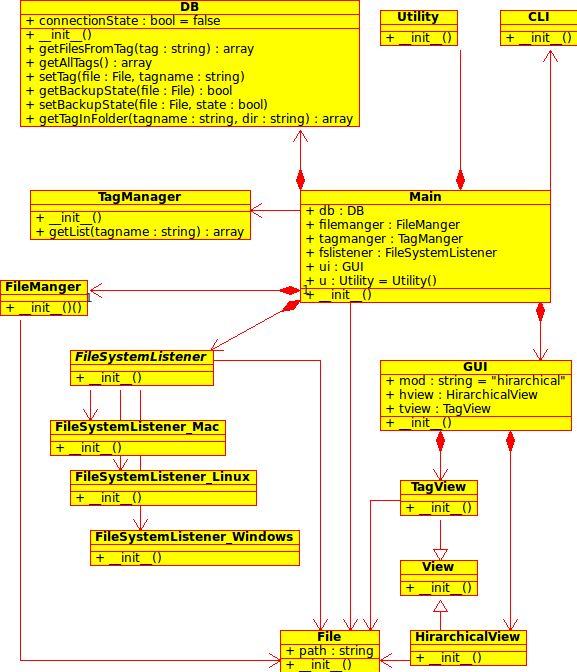 DB
+ connectionState : bool = false
+ __init__()
+ getFilesFromTag(tag : string) : array
+ getAllTags() : array
+ setTag(file : File, tagname : string)
+ getBackupState(file : File) : bool
+ setBackupState(file : File, state : bool)
+ getTagInFolder(tagname : string, dir : string) : array
Utility
+ __init__()
CLI
+ __init__()
TagManager
+ __init__()
+ getList(tagname : string) : array
Main
+ db : DB
+ filemanger : FileManger
+ tagmanger : TagManger
+ fslistener : FileSystemListener
+ ui : GUI
+ u : Utility = Utility()
+ __init__()
1
FileManger
+ __init__()()
1
FileSystemListener
+ __init__()
GUI
+ mod : string = "hirarchical"
+ hview : HirarchicalView
+ tview : TagView
+ __init__()
FileSystemListener_Mac
+ __init__()
FileSystemListener_Linux
+ __init__()
TagView
+ __init__()
FileSystemListener_Windows
+ __init__()
View
+ __init__()
File
+ path : string
+ __init__()
HirarchicalView
+ __init__()